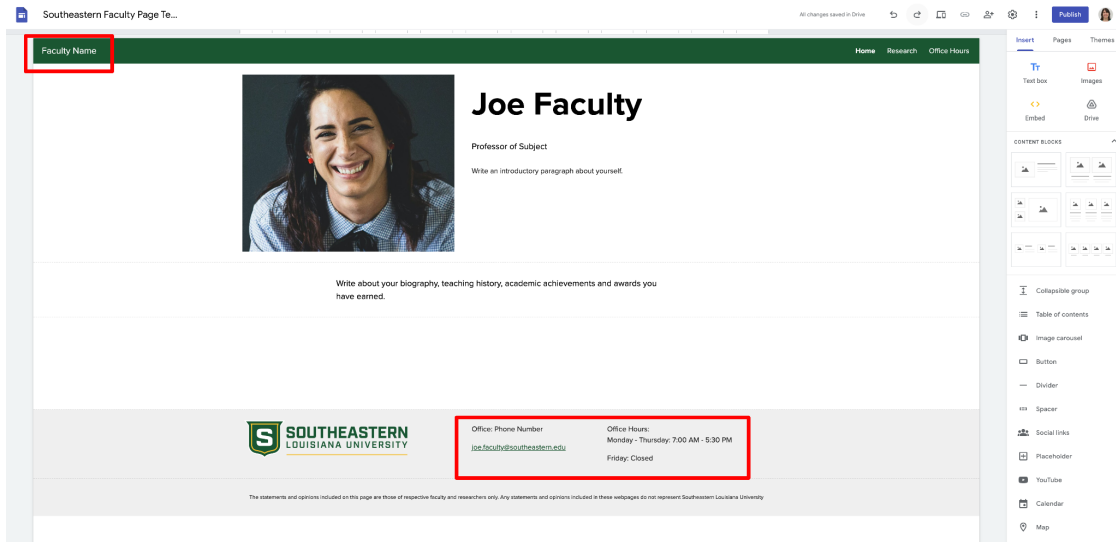 Southeastern Faculty Page Te...
All changes saved in Drive
Publish
Faculty Name
Home Research Office Hours
Insert Pages Themes
Joe Faculty
Professor of Subject
Write an introductory paragraph about yourself.
Text box Images
Embed Drive
CONTENT BLOCKS
Write about your biography, teaching history, academic achievements and awards you
have earned.
Collapsible group
Table of contents
Image carousel
Button
Divider
Spacer
Social links
Placeholder
YouTube
Calendar
Map
S SOUTHEASTERN
LOUISIANA UNIVERSITY
Office: Phone Number
joe.faculty@southeastern.edu
Office Hours:
Monday - Thursday: 7:00 AM - 5:30 PM
Friday: Closed
The statements and opinions included on this page are those of respective faculty and researchers only. Any statements and opinions included in these webpages do not represent Southeastern Louisiana University